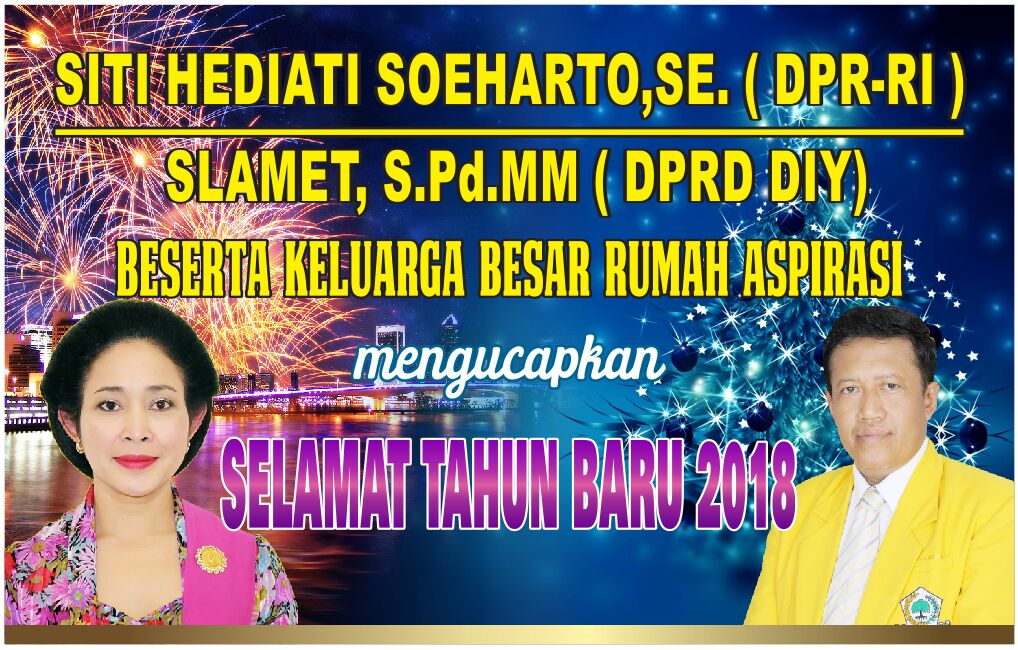 SITI HEDIATI SOEHARTO,SE. ( DPR-RI )
SLAMET, S.Pd.MM ( DPRD DIY)
BESERTA KELUARGA BESAR RUMAH ASPIRASI
mengucapkan
SELAMAT TAHUN BARU 2018